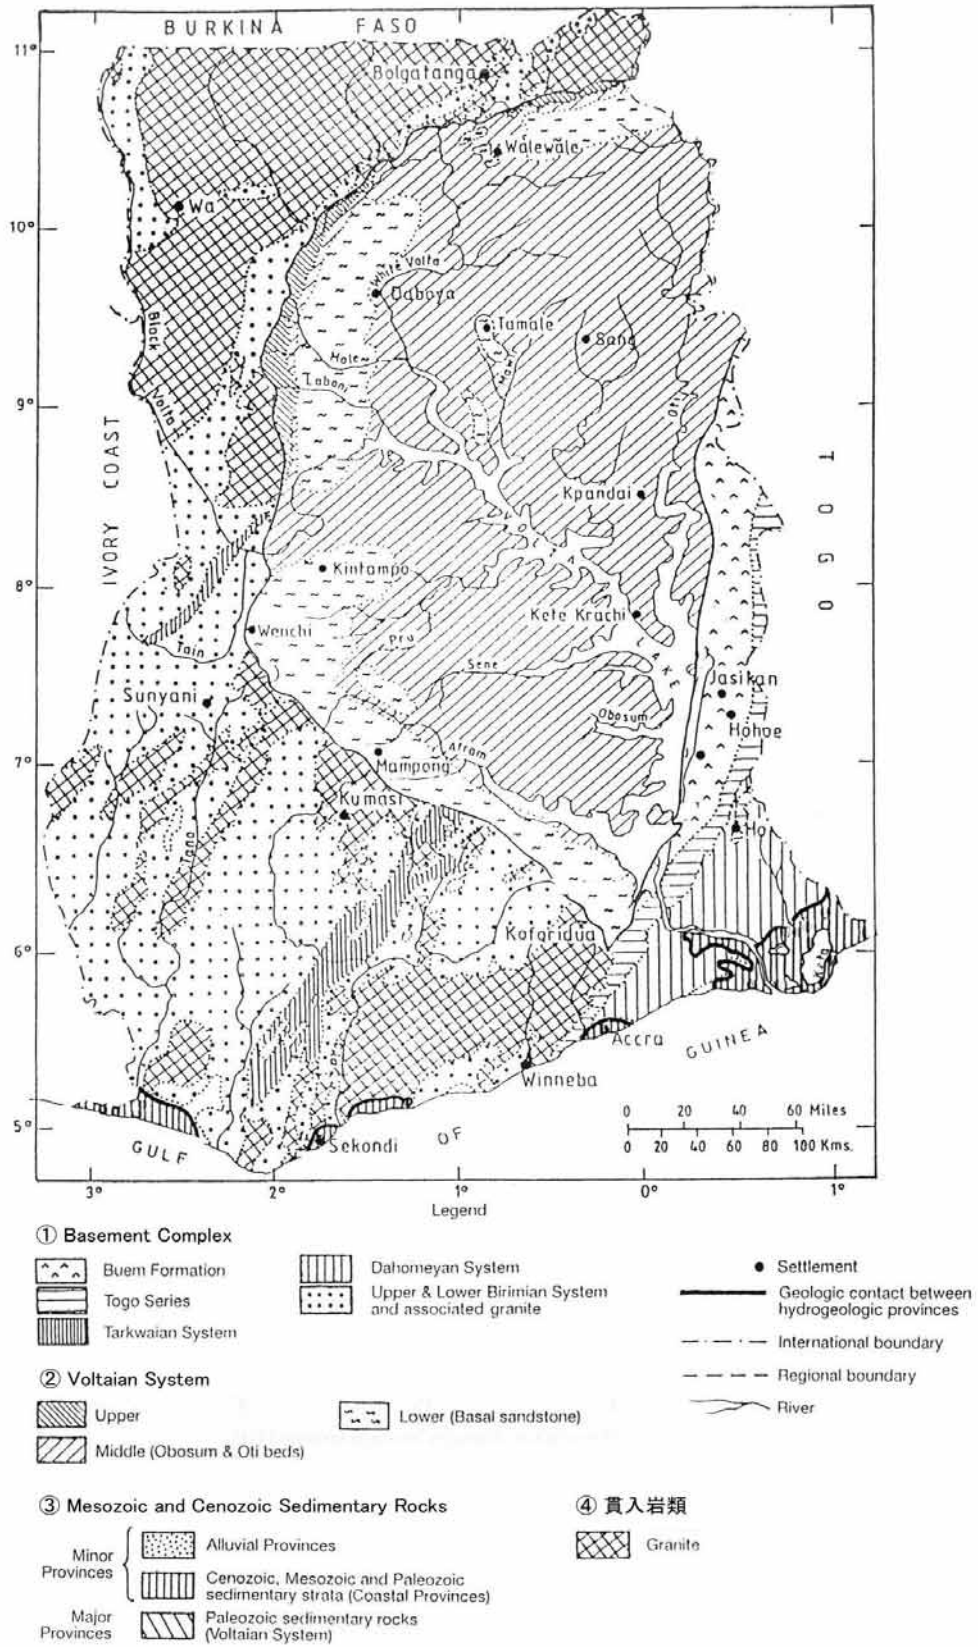 BURKINA FASO
11°
Bolgatanga
Walewale
Wa
10°
White Volta
Daboya
Tamale
Sang
Black
Volta
Mole
Laboni
9°
Oti
IVORY COAST
TOGO
Kpandai
VOLTA
8°
Kintampo
Kete Krachi
Wenchi
Pru
Tain
Sene
LAKE
Jasikan
Sunyani
Obosum
Hohoe
7°
Afram
Mampong
Kumasi
Tano
Ho
Koforidua
6°
Accra
GUINEA
Winneba
0 20 40 60 Miles
5°
OF
0 20 40 60 80 100 Kms.
GULF
Sekondi
3° 2° 1° 0° 1°
Legend
① Basement Complex
Buem Formation
Togo Series
Tarkwaian System
Dahomeyan System
Upper & Lower Birimian System
and associated granite
Settlement
Geologic contact between
hydrogeologic provinces
International boundary
Regional boundary
River
② Voltaian System
Upper
Lower (Basal sandstone)
Middle (Obosum & Oti beds)
③ Mesozoic and Cenozoic Sedimentary Rocks
Minor
Provinces
Alluvial Provinces
Cenozoic, Mesozoic and Paleozoic
sedimentary strata (Coastal Provinces)
Major
Provinces
Paleozoic sedimentary rocks
(Voltaian System)
④ 貫入岩類
Granite